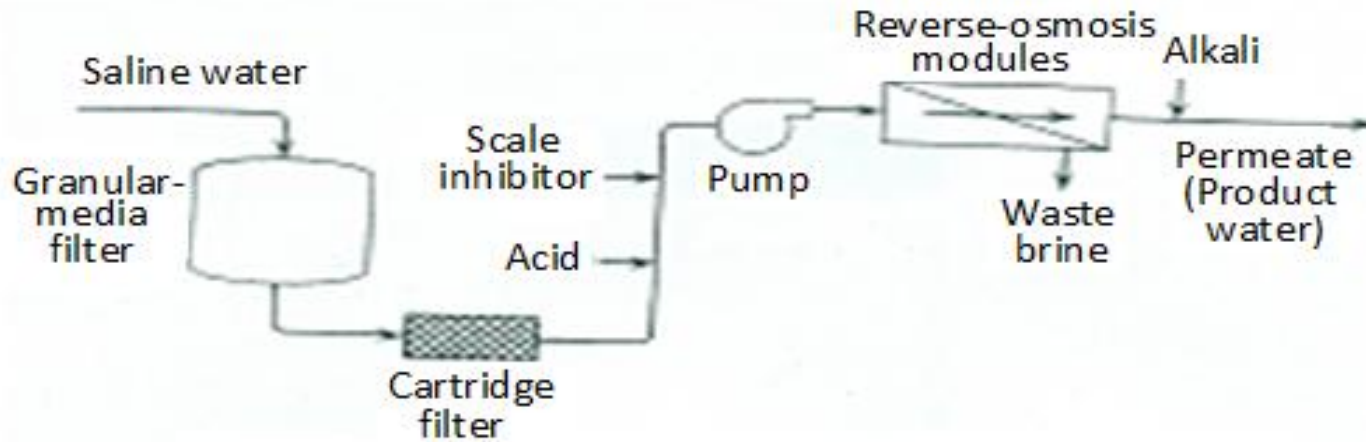 Saline water
Granular-
media
filter
Cartridge
filter
Scale
inhibitor
Acid
Pump
Reverse-osmosis
modules
Waste
brine
Alkali
Permeate
(Product
water)